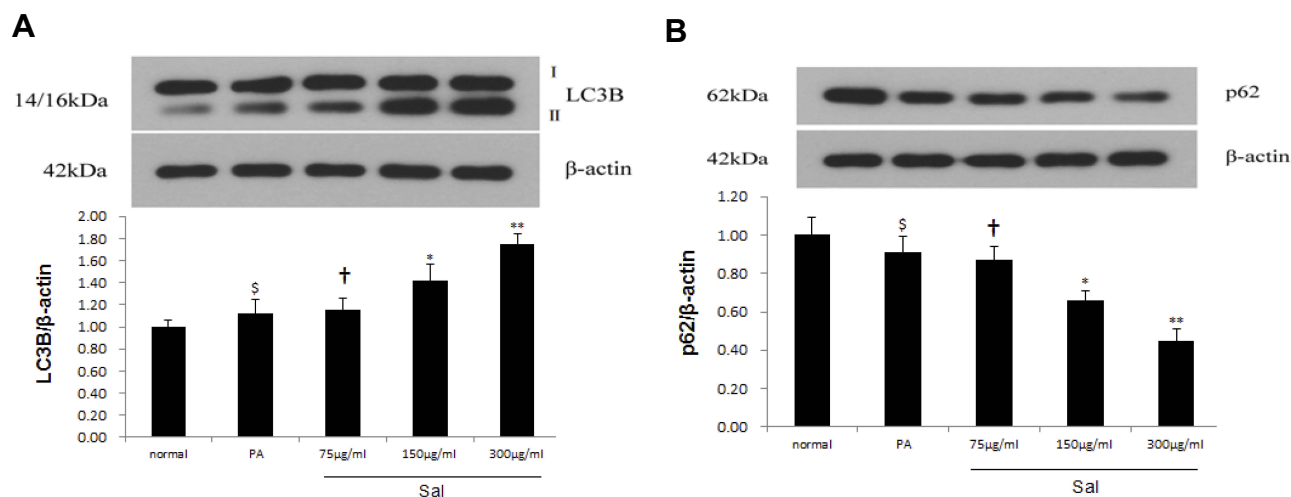 A
I
14/16kDa
LC3B
II
42kDa
β-actin
2.00
1.80
1.60
1.40
1.20
1.00
0.80
0.60
0.40
0.20
0.00
LC3B/β-actin
$
†
*
**
normal PA 75µg/ml 150µg/ml 300µg/ml
Sal
B
62kDa
p62
42kDa
β-actin
1.20
1.00
0.80
0.60
0.40
0.20
0.00
p62/β-actin
$
†
*
**
normal PA 75µg/ml 150µg/ml 300µg/ml
Sal